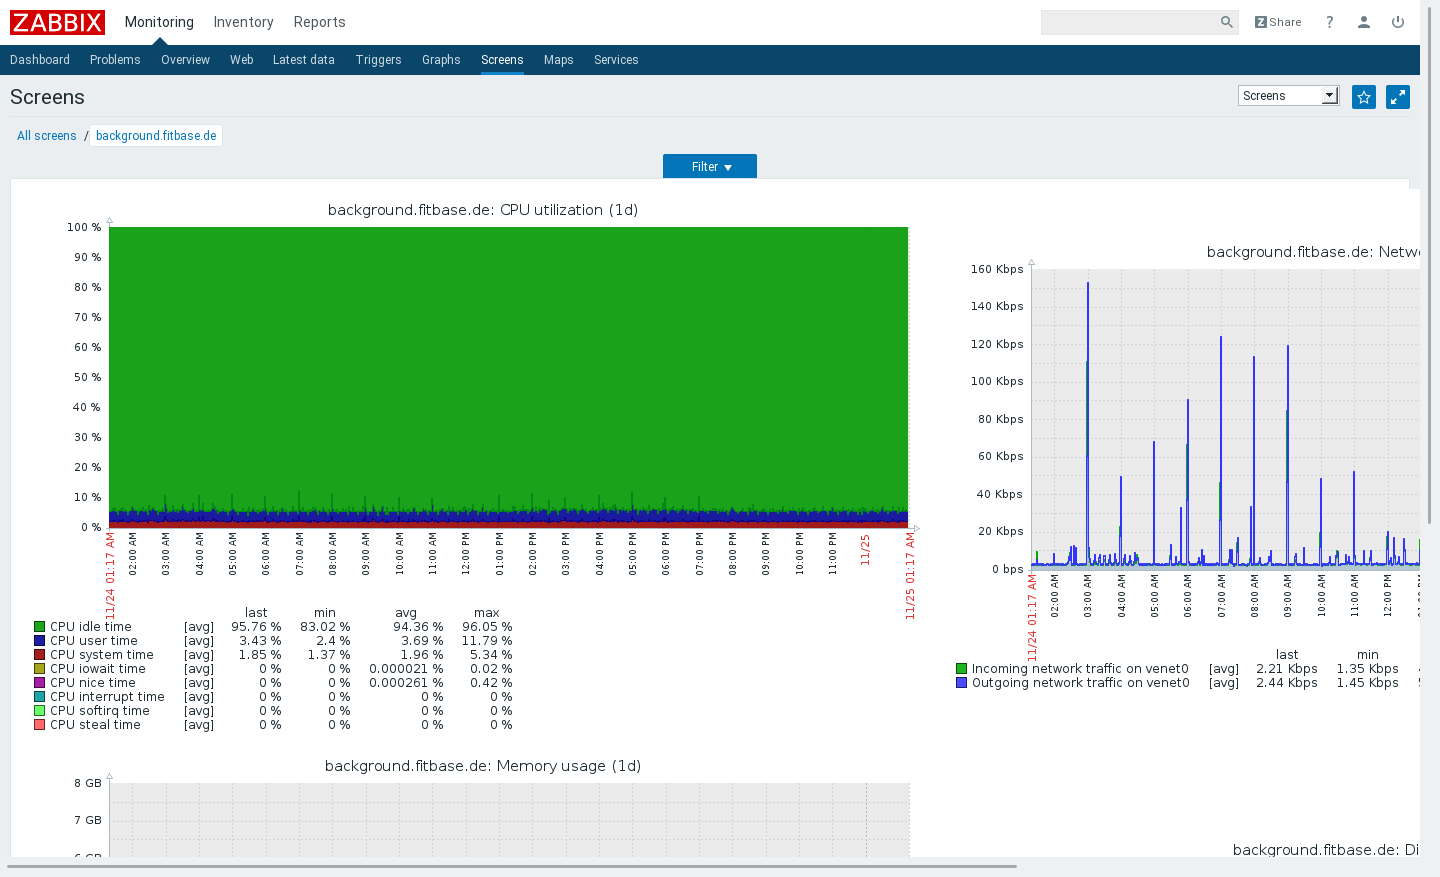 ZABBIX Monitoring Inventory Reports Z Share ?
Dashboard Problems Overview Web Latest data Triggers Graphs Screens Maps Services
Screens Screens
All screens / background.fitbase.de
Filter
background.fitbase.de: CPU utilization (1d)
100 %
90 %
80 %
70 %
60 %
50 %
40 %
30 %
20 %
10 %
0 %
11/24 01:17 AM 02:00 AM 03:00 AM 04:00 AM 05:00 AM 06:00 AM 07:00 AM 08:00 AM 09:00 AM 10:00 AM 11:00 AM 12:00 PM 01:00 PM 02:00 PM 03:00 PM 04:00 PM 05:00 PM 06:00 PM 07:00 PM 08:00 PM 09:00 PM 10:00 PM 11:00 PM 11/25 11/25 01:17 AM
last min avg max
CPU idle time [avg] 95.76 % 83.02 % 94.36 % 96.05 %
CPU user time [avg] 3.43 % 2.4 % 3.69 % 11.79 %
CPU system time [avg] 1.85 % 1.37 % 1.96 % 5.34 %
CPU iowait time [avg] 0 % 0 % 0.000021 % 0.02 %
CPU nice time [avg] 0 % 0 % 0.000261 % 0.42 %
CPU interrupt time [avg] 0 % 0 % 0 % 0 %
CPU softirq time [avg] 0 % 0 % 0 % 0 %
CPU steal time [avg] 0 % 0 % 0 % 0 %
background.fitbase.de: Netw
160 Kbps
140 Kbps
120 Kbps
100 Kbps
80 Kbps
60 Kbps
40 Kbps
20 Kbps
0 bps
11/24 01:17 AM 02:00 AM 03:00 AM 04:00 AM 05:00 AM 06:00 AM 07:00 AM 08:00 AM 09:00 AM 10:00 AM 11:00 AM 12:00 PM
last min
Incoming network traffic on venet0 [avg] 2.21 Kbps 1.35 Kbps
Outgoing network traffic on venet0 [avg] 2.44 Kbps 1.45 Kbps
background.fitbase.de: Memory usage (1d)
8 GB
7 GB
6 GB
background.fitbase.de: Di